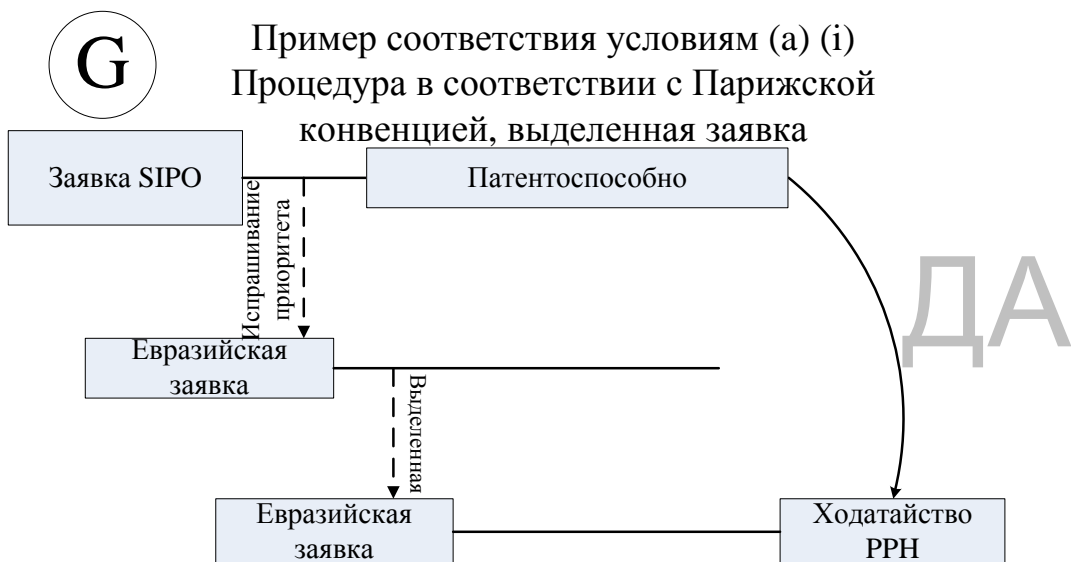 G
Пример соответствия условиям (a) (i)
Процедура в соответствии с Парижской
конвенцией, выделенная заявка
Заявка SIPO
Патентоспособно
Испрашивание
приоритета
ДА
Евразийская
заявка
Выделенная
Евразийская
заявка
Ходатайство
PPH